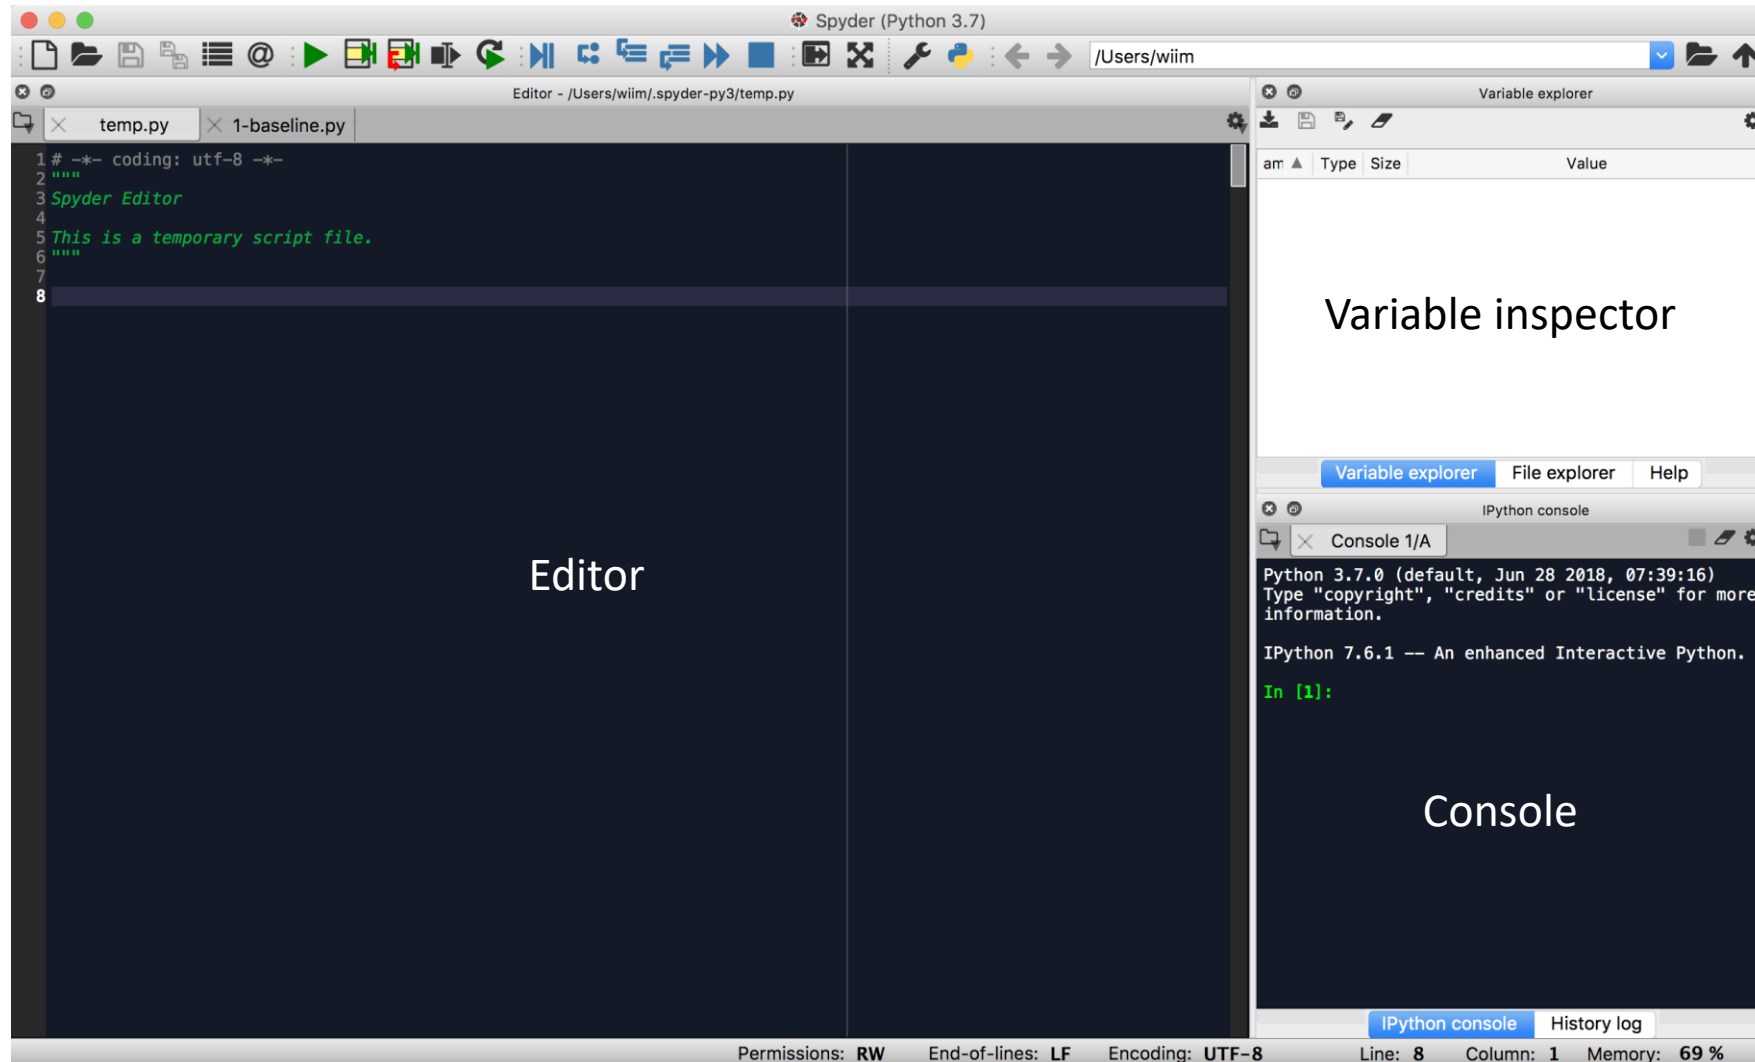 Spyder (Python 3.7)
@
/Users/wiim
Editor - /Users/wiim/.spyder-py3/temp.py
temp.py
1-baseline.py
1 # -*- coding: utf-8 -*-
2 """
3 Spyder Editor
4
5 This is a temporary script file.
6 """
7
8
Editor
Variable explorer
am Type Size Value
Variable inspector
Variable explorer File explorer Help
IPython console
Console 1/A
Python 3.7.0 (default, Jun 28 2018, 07:39:16)
Type "copyright", "credits" or "license" for more
information.
IPython 7.6.1 -- An enhanced Interactive Python.
In [1]:
Console
IPython console History log
Permissions: RW End-of-lines: LF Encoding: UTF-8 Line: 8 Column: 1 Memory: 69 %